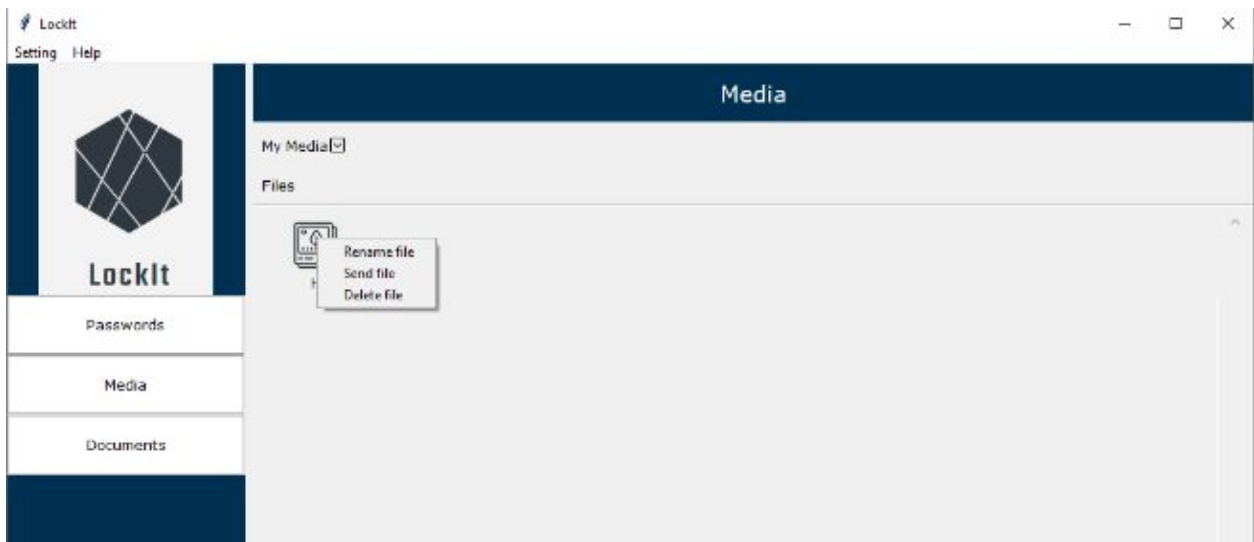 LockIt
Setting Help
Media
My Media
Files
Rename file
Send file
Delete file
LockIt
Passwords
Media
Documents